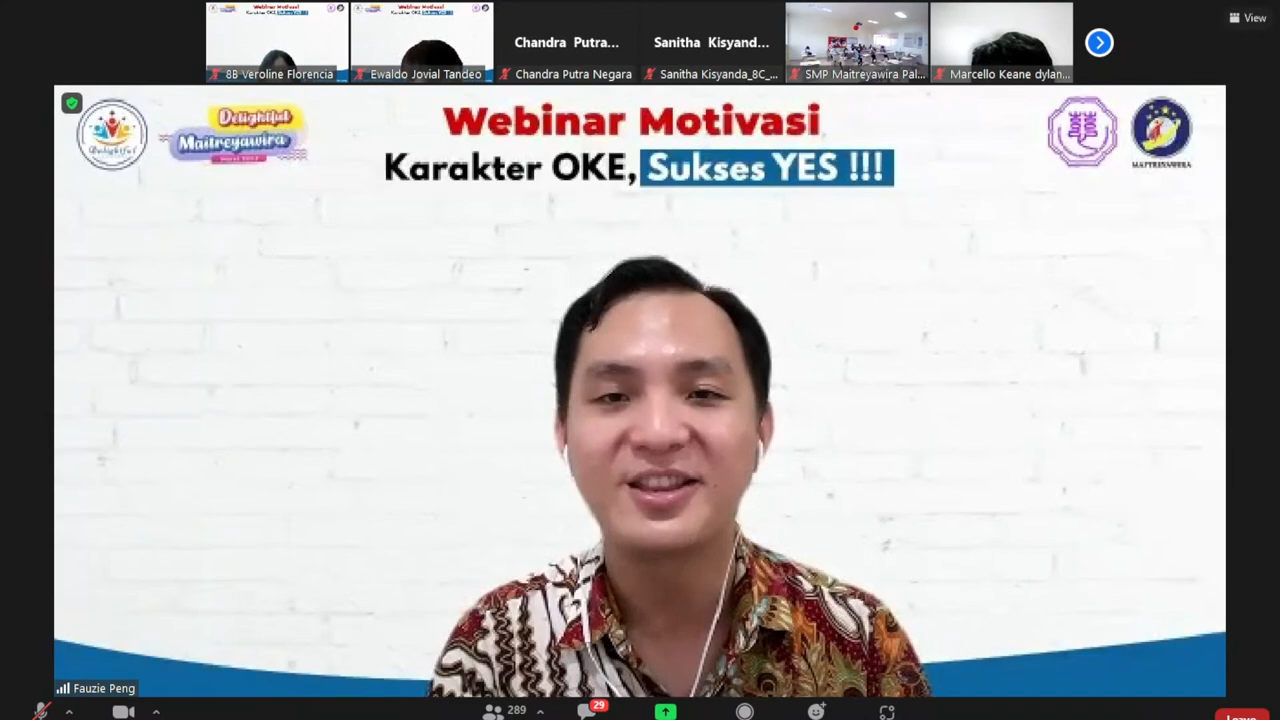 View
Chandra Putra...
Sanitha Kisyand...
8B Veroline Florencia
Ewaldo Jovial Tandeo
Chandra Putra Negara
Sanitha Kisyanda_8C_...
SMP Maitreyawira Pal...
Marcello Keane dylan...
Delightful
Delightful
Maitreyawira
Webinar Motivasi
Karakter OKE, Sukses YES !!!
MAITREYAWIRA
Fauzie Peng
289
29
Leave